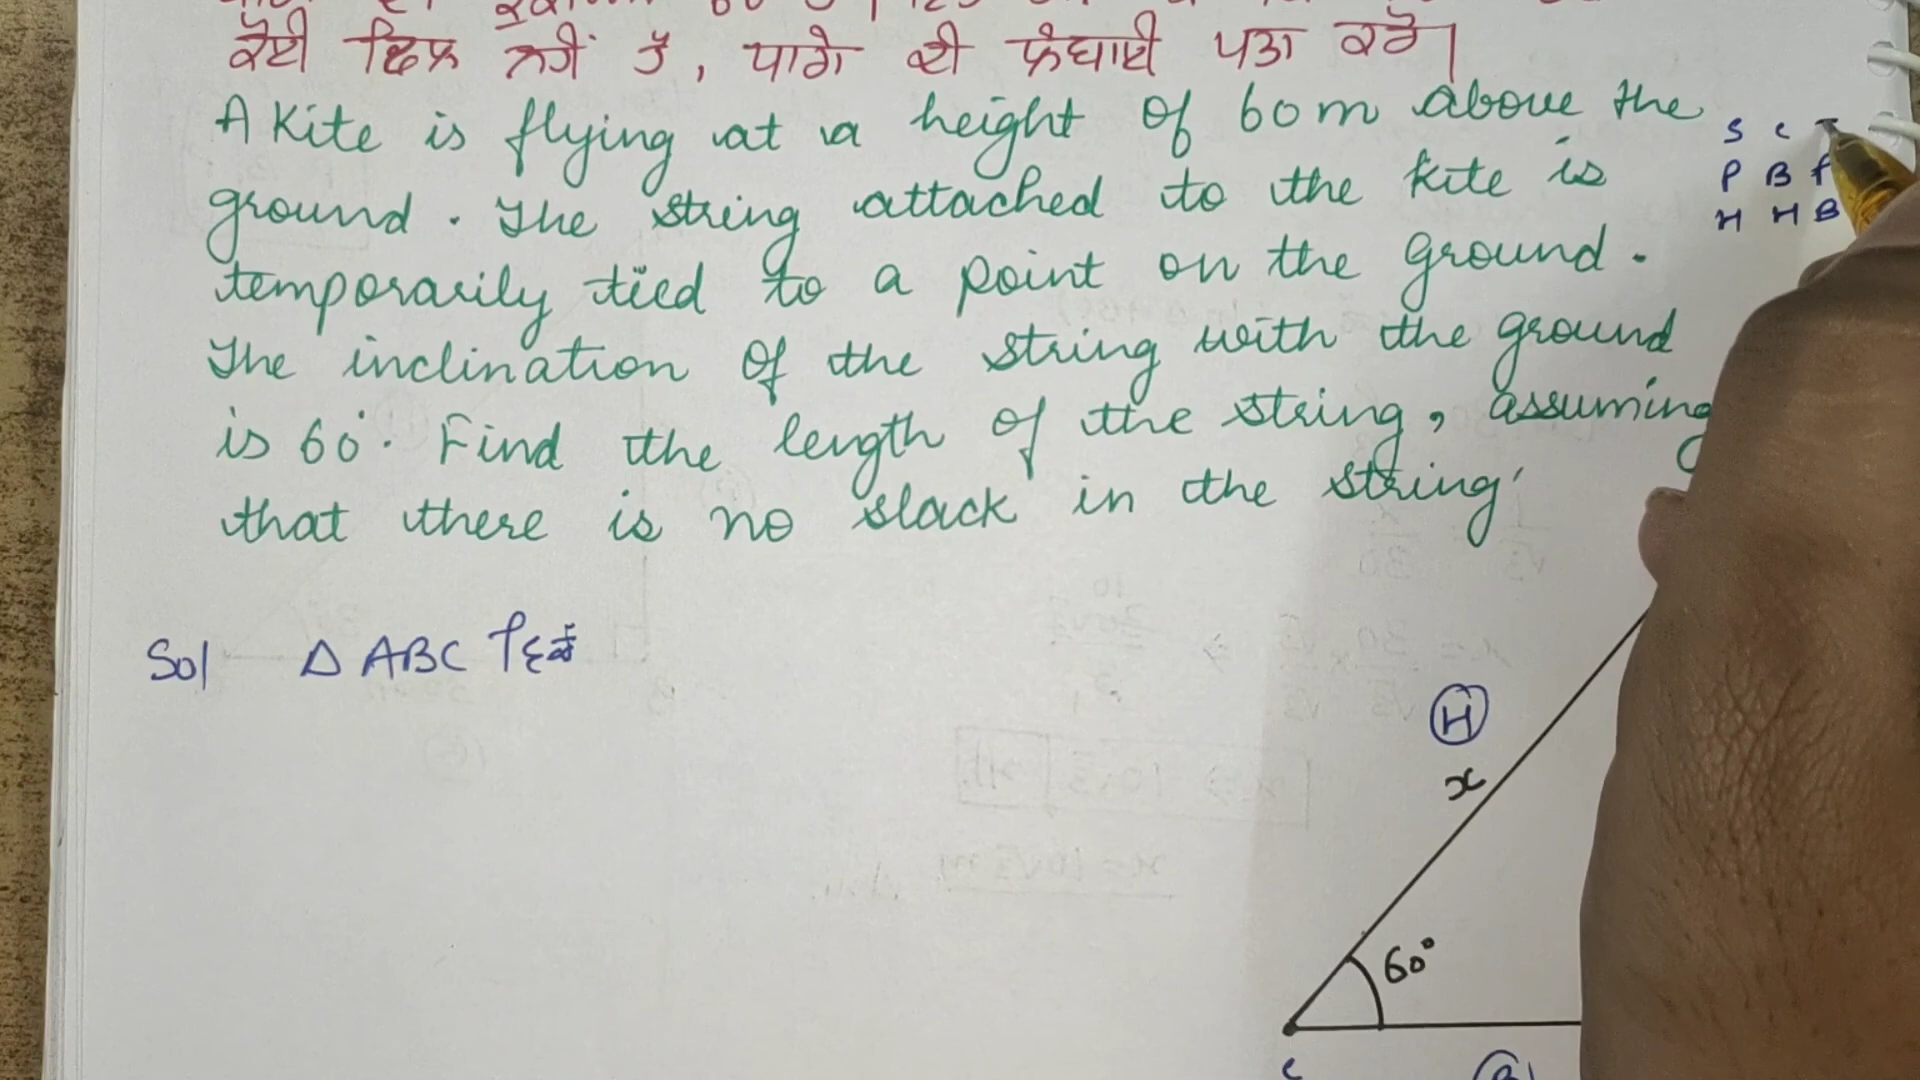 ਕੋਈ ਢਿੱਲ ਨਹੀਂ ਹੈ, ਧਾਗੇ ਦੀ ਲੰਬਾਈ ਪਤਾ ਕਰੋ।
A Kite is flying at a height of 60m above the
ground. The string attached to the kite is
temporarily tied to a point on the ground.
The inclination of the string with the ground
is 60°. Find the length of the string, assuming
that there is no slack in the string'
S C T
P B P
H H B
Sol △ ABC ਵਿੱਚ
H
x
60°
C
B